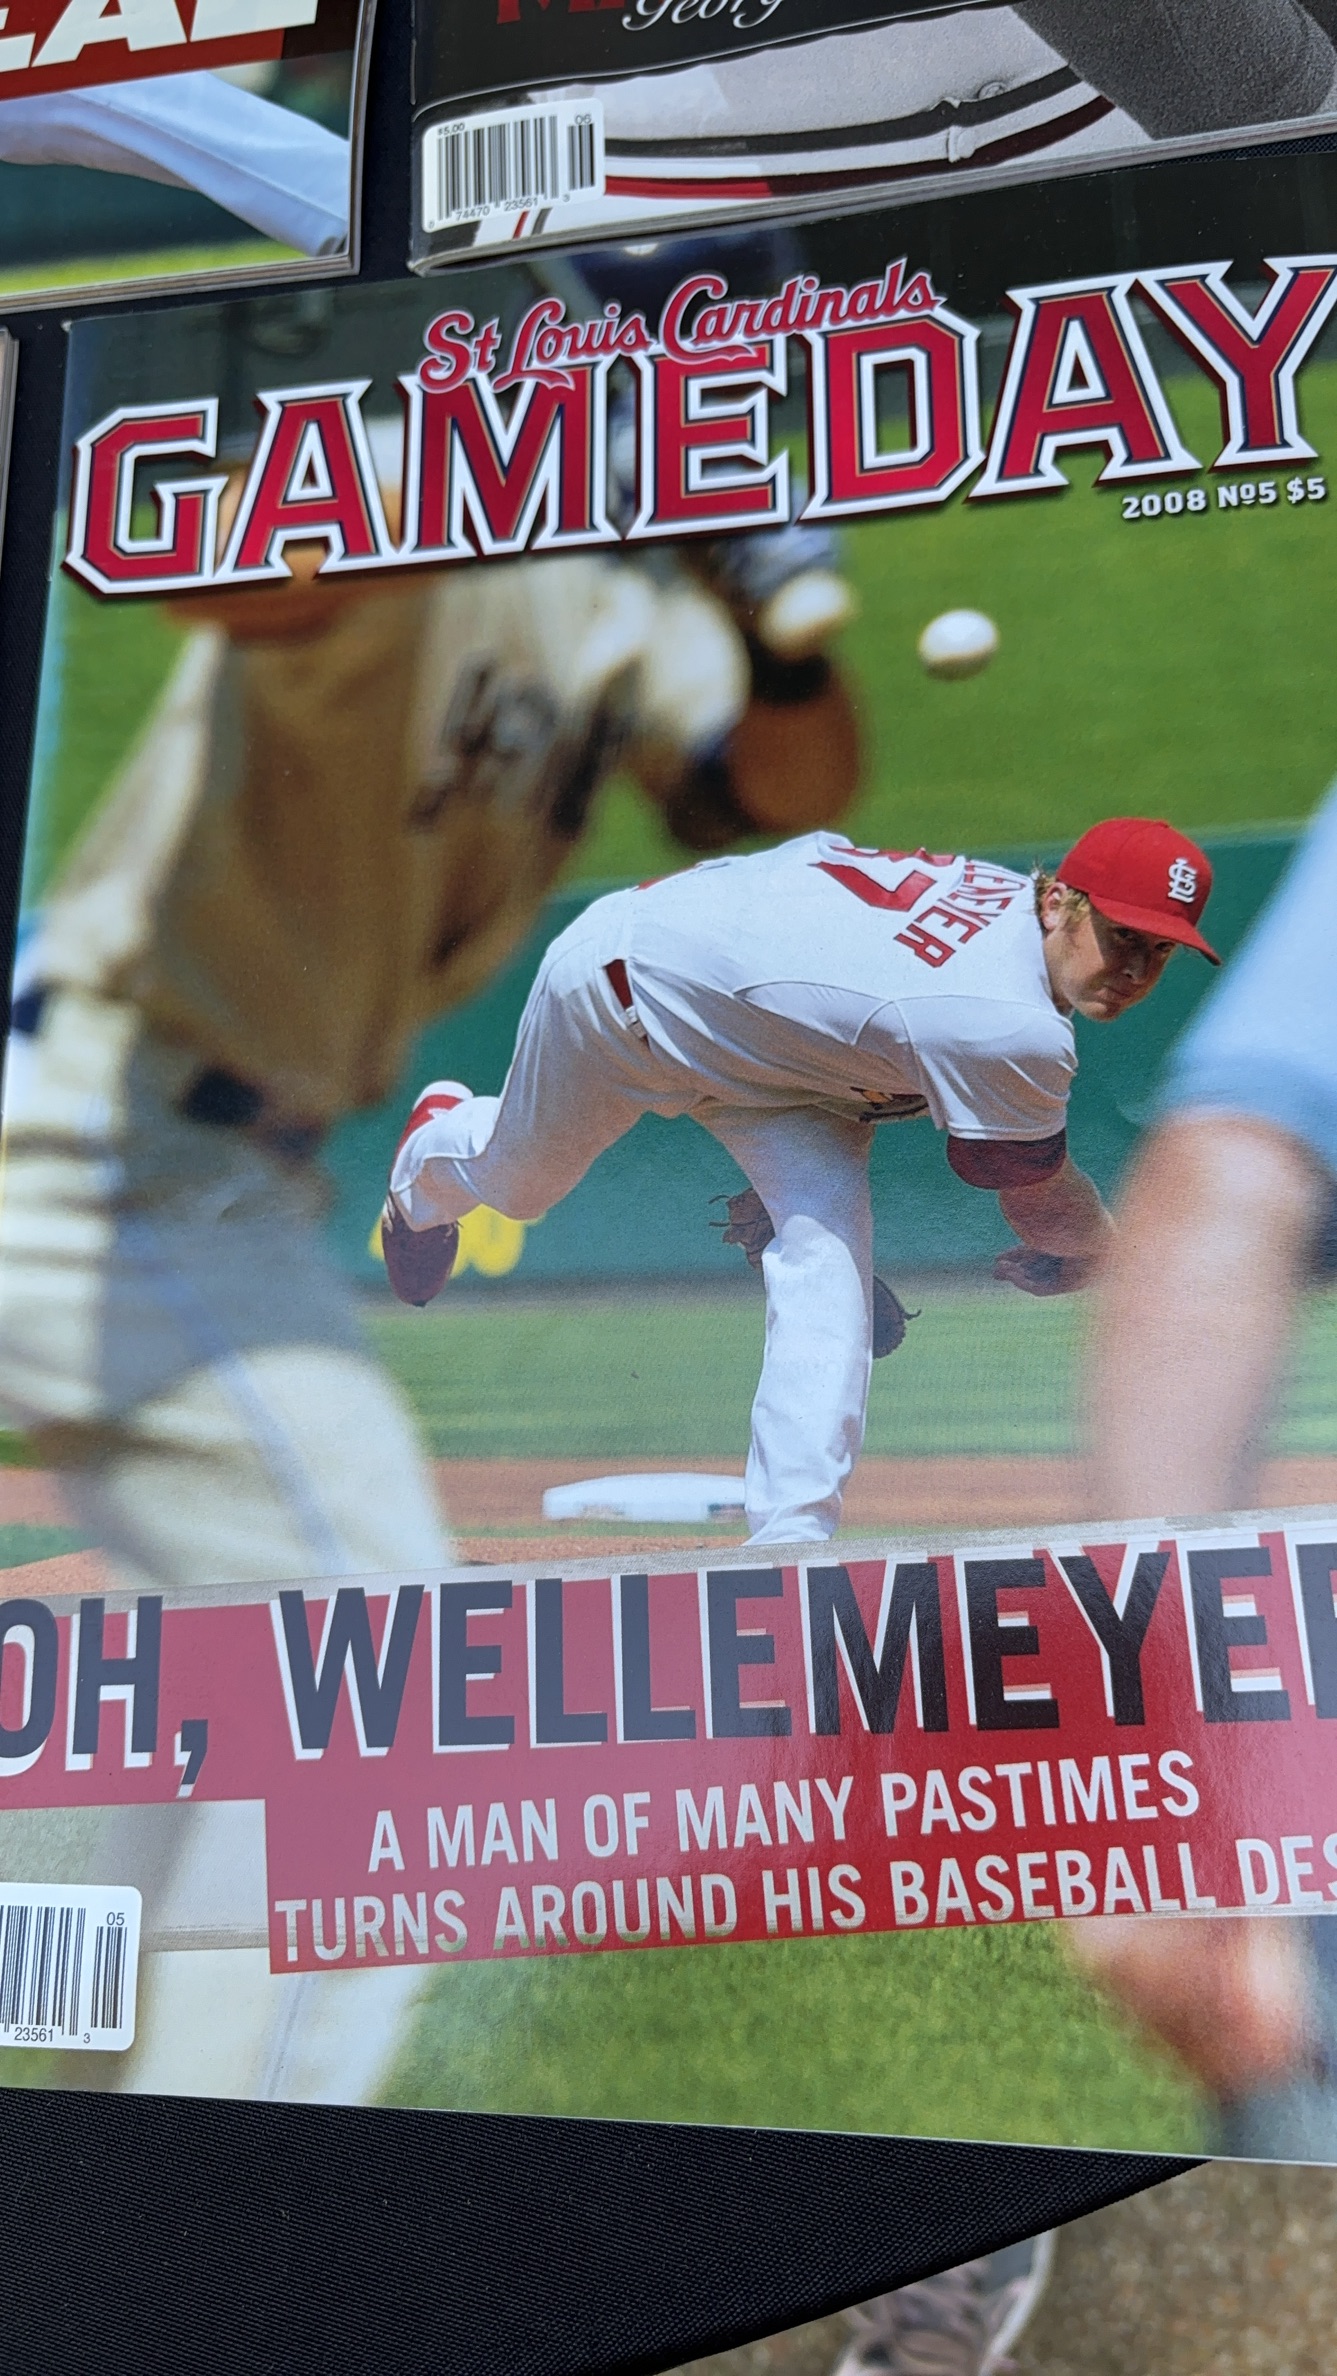 $5.00
06
74470 23561 3
St Louis Cardinals
GAMEDAY
2008 Nº5 $5
37
OH, WELLEMEYE
A MAN OF MANY PASTIMES
TURNS AROUND HIS BASEBALL DES
05
23561 3